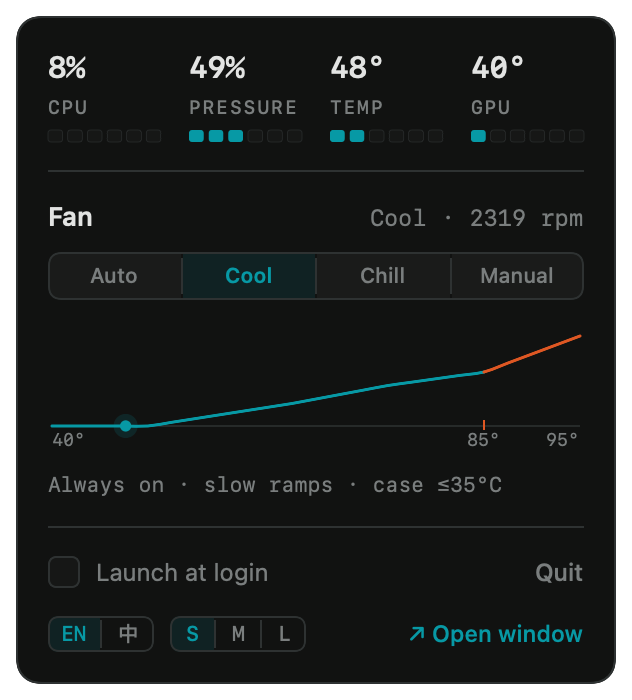 8% 49% 48° 40°
CPU PRESSURE TEMP GPU
Fan Cool · 2319 rpm
Auto Cool Chill Manual
40° 85° 95°
Always on · slow ramps · case ≤35°C
Launch at login Quit
EN 中 S M L ↗ Open window